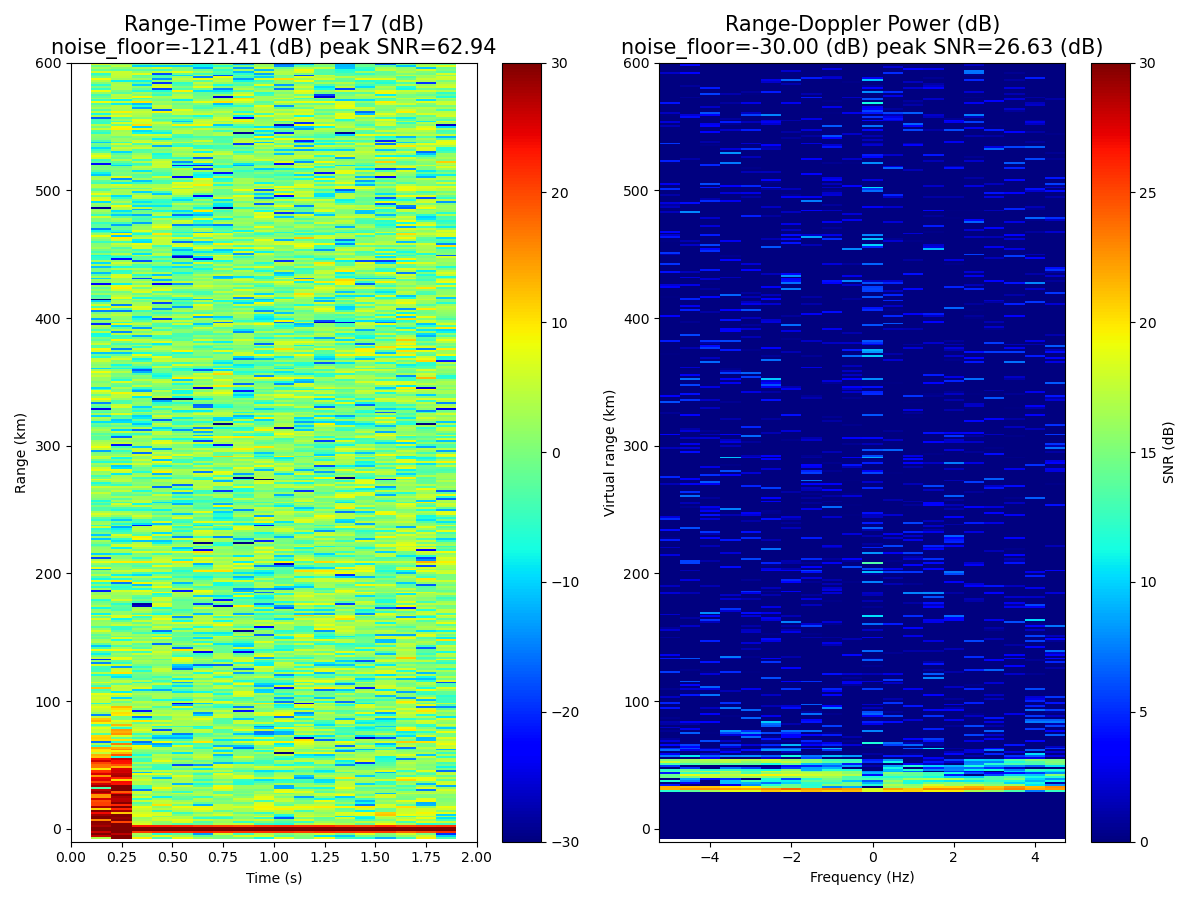 Range-Time Power f=17 (dB)
noise_floor=-121.41 (dB) peak SNR=62.94
600
500
400
300
200
100
0
Range (km)
0.00 0.25 0.50 0.75 1.00 1.25 1.50 1.75 2.00
Time (s)
30
20
10
0
−10
−20
−30
Range-Doppler Power (dB)
noise_floor=-30.00 (dB) peak SNR=26.63 (dB)
600
500
400
300
200
100
0
Virtual range (km)
−4 −2 0 2 4
Frequency (Hz)
30
25
20
15
10
5
0
SNR (dB)